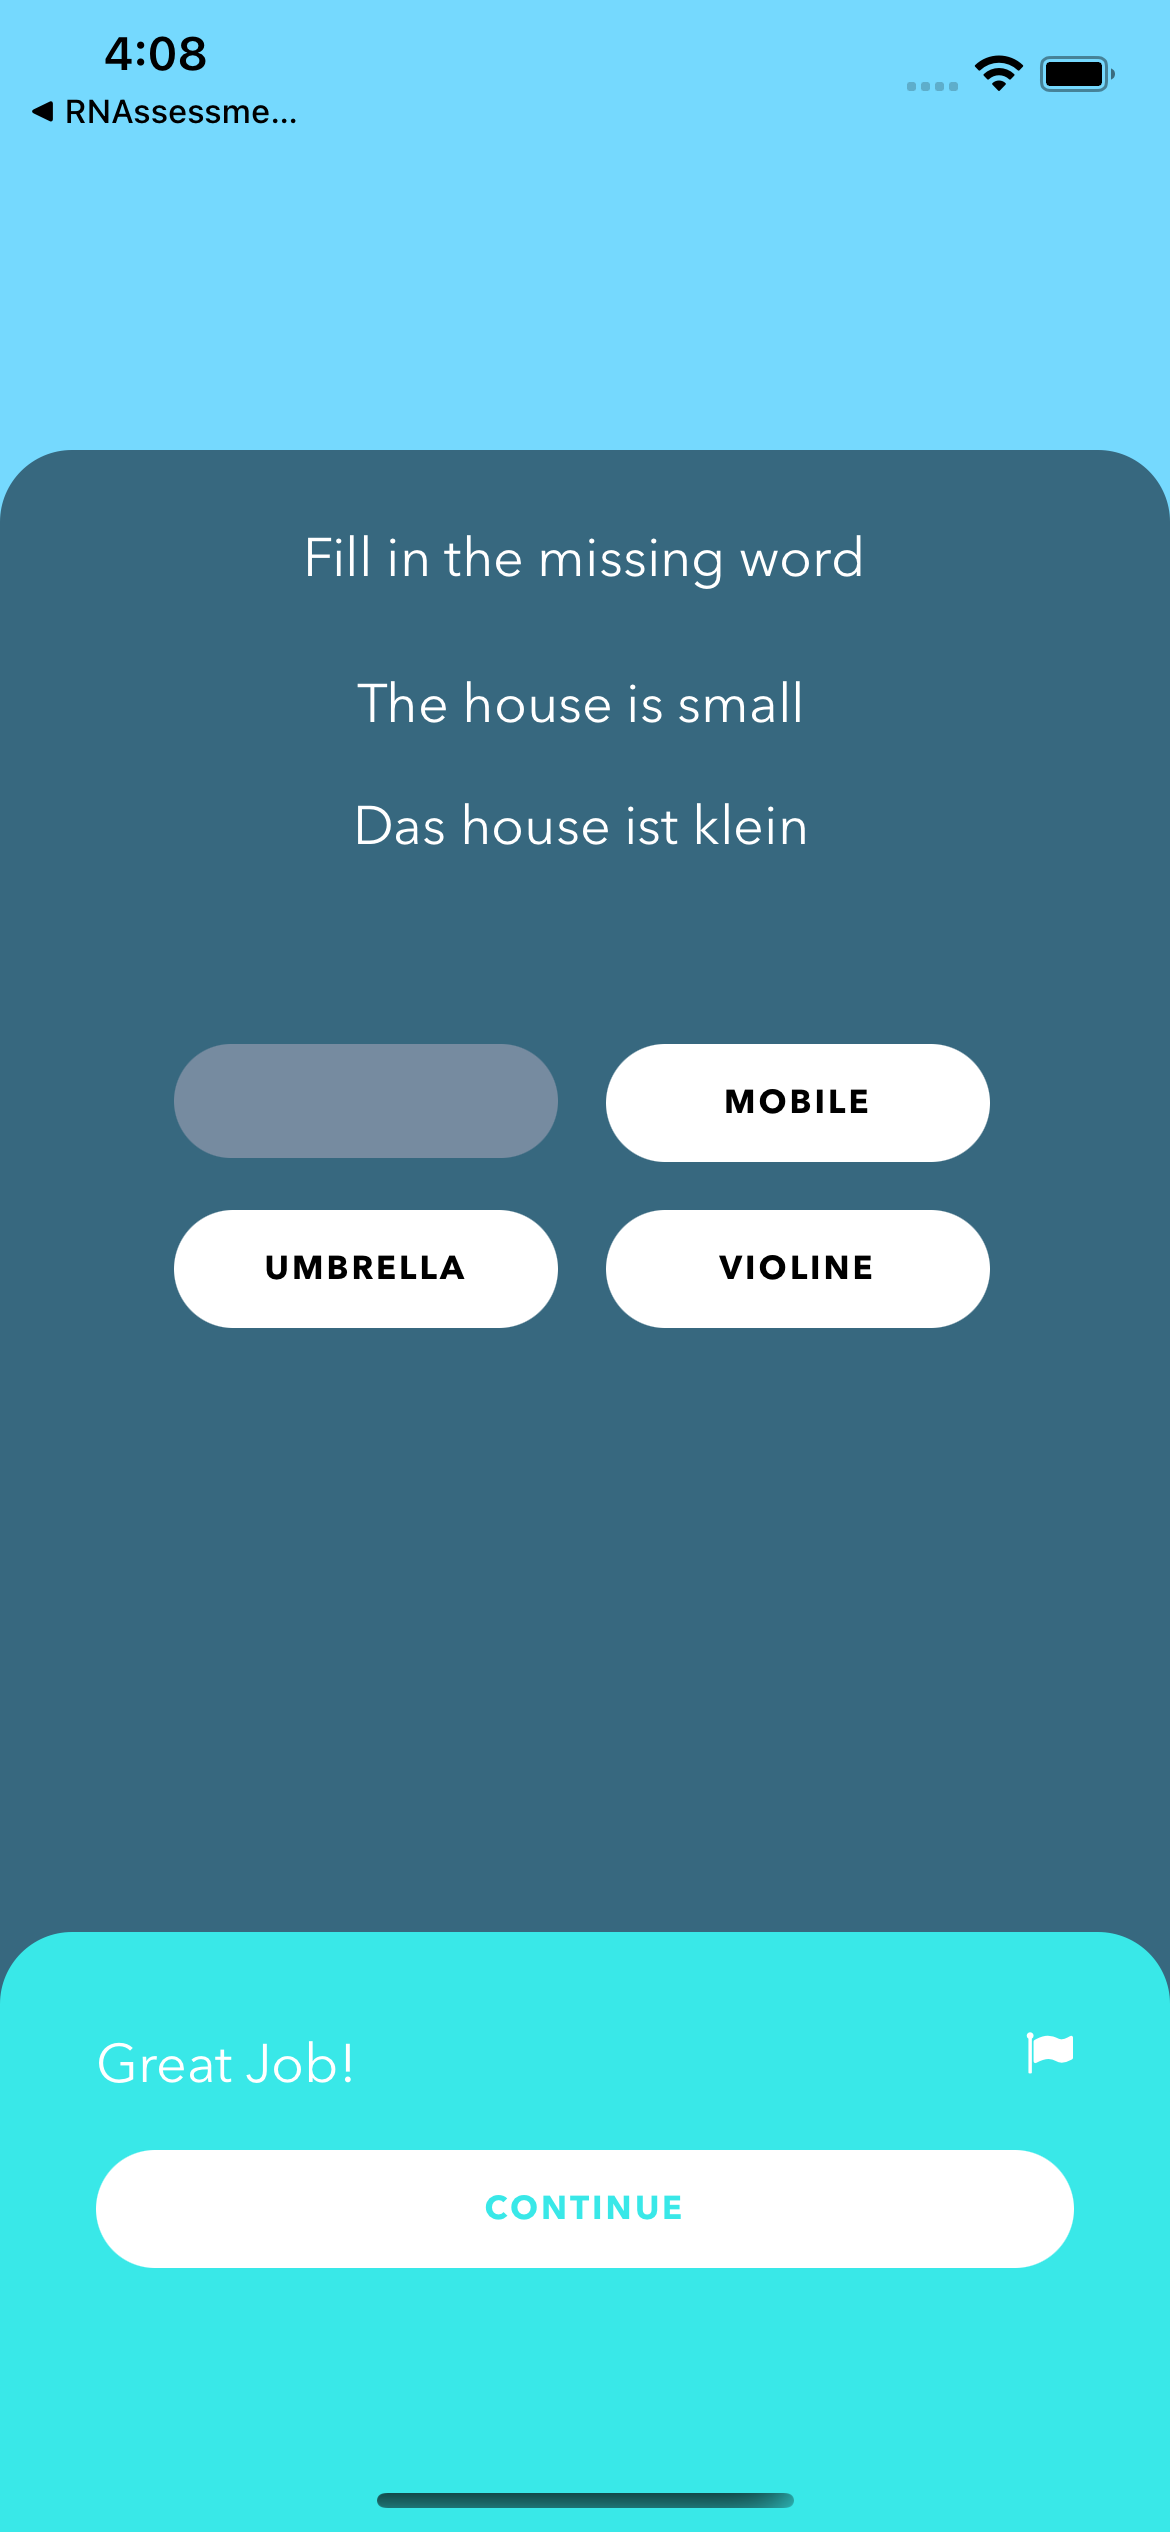 4:08
RNAssessme...
Fill in the missing word
The house is small
Das house ist klein
MOBILE
UMBRELLA
VIOLINE
Great Job!
CONTINUE